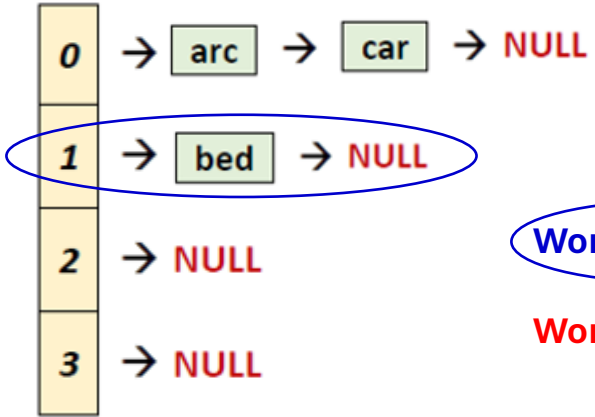 0 → arc → car → NULL
1 → bed → NULL
2 → NULL
3 → NULL